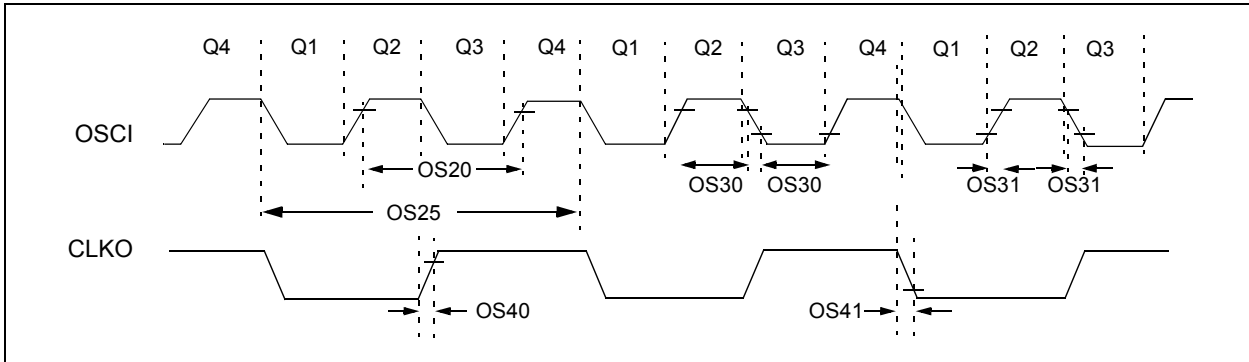 Q4 Q1 Q2 Q3 Q4 Q1 Q2 Q3 Q4 Q1 Q2 Q3
OSCI
OS20
OS30 OS30
OS31 OS31
OS25
CLKO
OS40
OS41